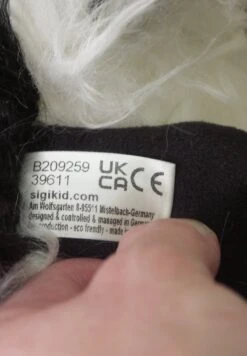 B209259 UK CE
39611 CA
sigikid.com
Am Wolfsgarten 8-95511 Mistelbach-Germany
designed & controlled & managed in
production - eco friendly - made